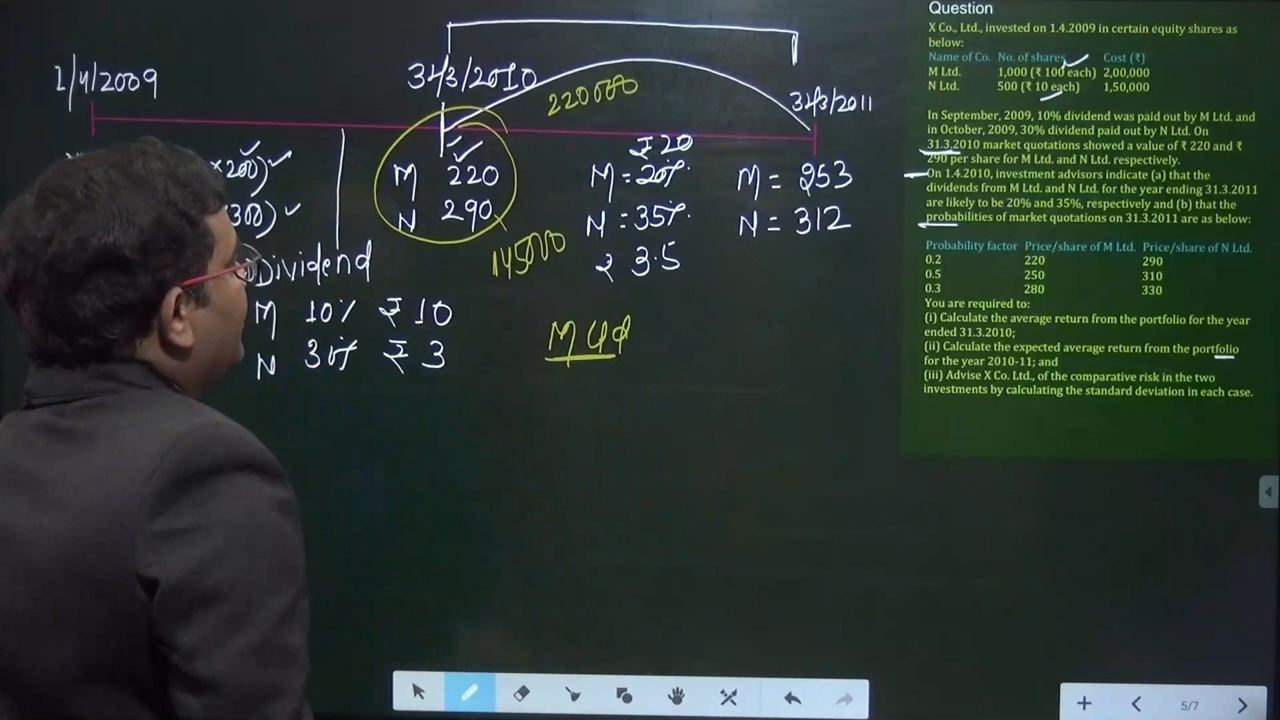 1/4/2009
31/3/2010
31/3/2011
220000
×200)
300)
M 220
N 290
145000
₹ 20
M = 20%
N = 35%
₹ 3.5
M = 253
N = 312
Dividend
M 10% ₹ 10
N 30% ₹ 3
Question
X Co., Ltd., invested on 1.4.2009 in certain equity shares as
below:
Name of Co. No. of shares Cost (₹)
M Ltd. 1,000 (₹ 100 each) 2,00,000
N Ltd. 500 (₹ 10 each) 1,50,000
In September, 2009, 10% dividend was paid out by M Ltd. and
in October, 2009, 30% dividend paid out by N Ltd. On
31.3.2010 market quotations showed a value of ₹ 220 and ₹
290 per share for M Ltd. and N Ltd. respectively.
On 1.4.2010, investment advisors indicate (a) that the
dividends from M Ltd. and N Ltd. for the year ending 31.3.2011
are likely to be 20% and 35%, respectively and (b) that the
probabilities of market quotations on 31.3.2011 are as below:
Probability factor Price/share of M Ltd. Price/share of N Ltd.
0.2 220 290
0.5 250 310
0.3 280 330
You are required to:
(i) Calculate the average return from the portfolio for the year
ended 31.3.2010;
(ii) Calculate the expected average return from the portfolio
for the year 2010-11; and
(iii) Advise X Co. Ltd., of the comparative risk in the two
investments by calculating the standard deviation in each case.
5/7